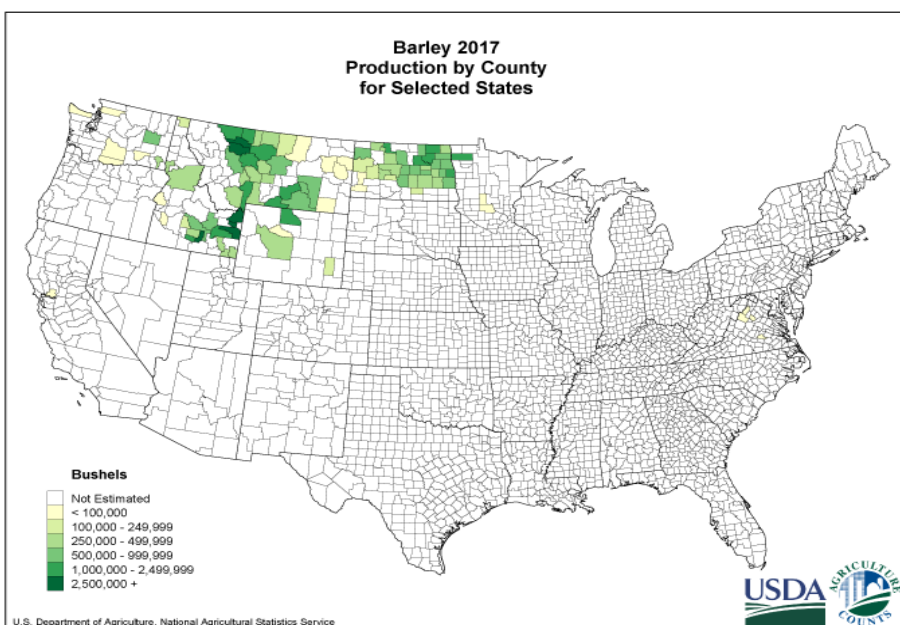 Barley 2017
Production by County
for Selected States
Bushels
Not Estimated
< 100,000
100,000 - 249,999
250,000 - 499,999
500,000 - 999,999
1,000,000 - 2,499,999
2,500,000 +
U.S. Department of Agriculture, National Agricultural Statistics Service
USDA
AGRICULTURE
COUNTS